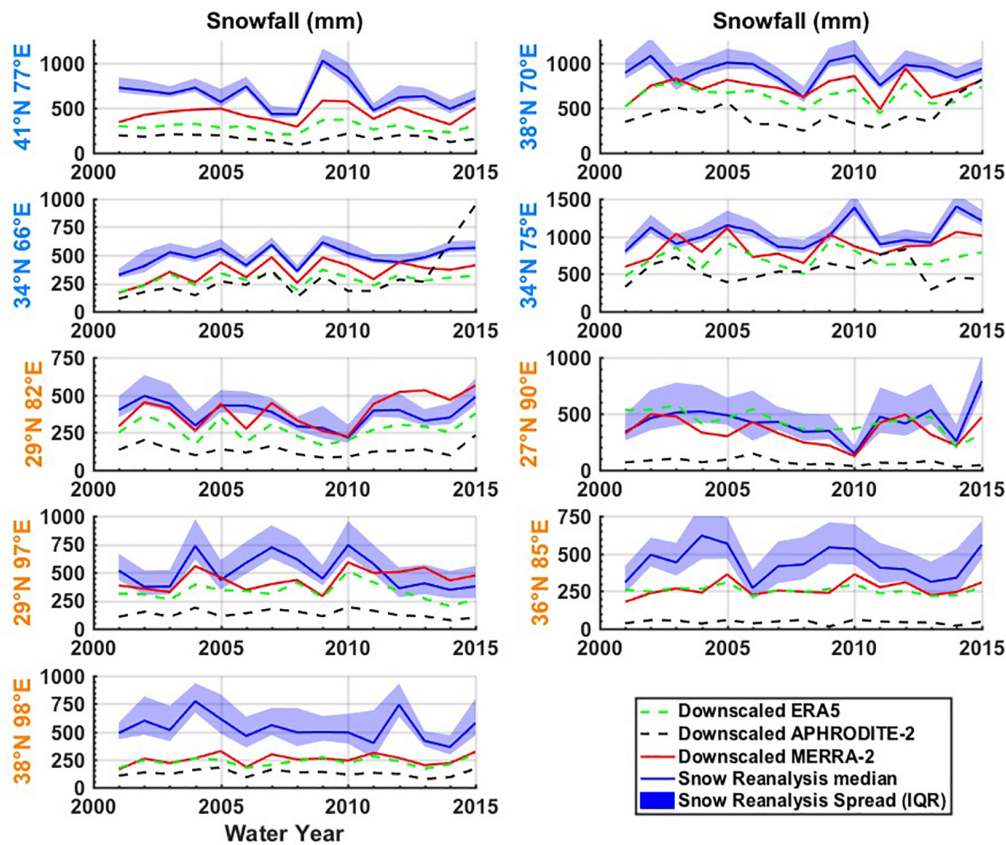 Snowfall (mm)
Snowfall (mm)
41°N 77°E
1000
500
0
2000 2005 2010 2015
38°N 70°E
1000
500
0
2000 2005 2010 2015
34°N 66°E
1000
750
500
250
0
2000 2005 2010 2015
34°N 75°E
1500
1000
500
0
2000 2005 2010 2015
29°N 82°E
750
500
250
0
2000 2005 2010 2015
27°N 90°E
1000
500
0
2000 2005 2010 2015
29°N 97°E
1000
750
500
250
0
2000 2005 2010 2015
36°N 85°E
750
500
250
0
2000 2005 2010 2015
38°N 98°E
1000
750
500
250
0
2000 2005 2010 2015
Water Year
Downscaled ERA5
Downscaled APHRODITE-2
Downscaled MERRA-2
Snow Reanalysis median
Snow Reanalysis Spread (IQR)